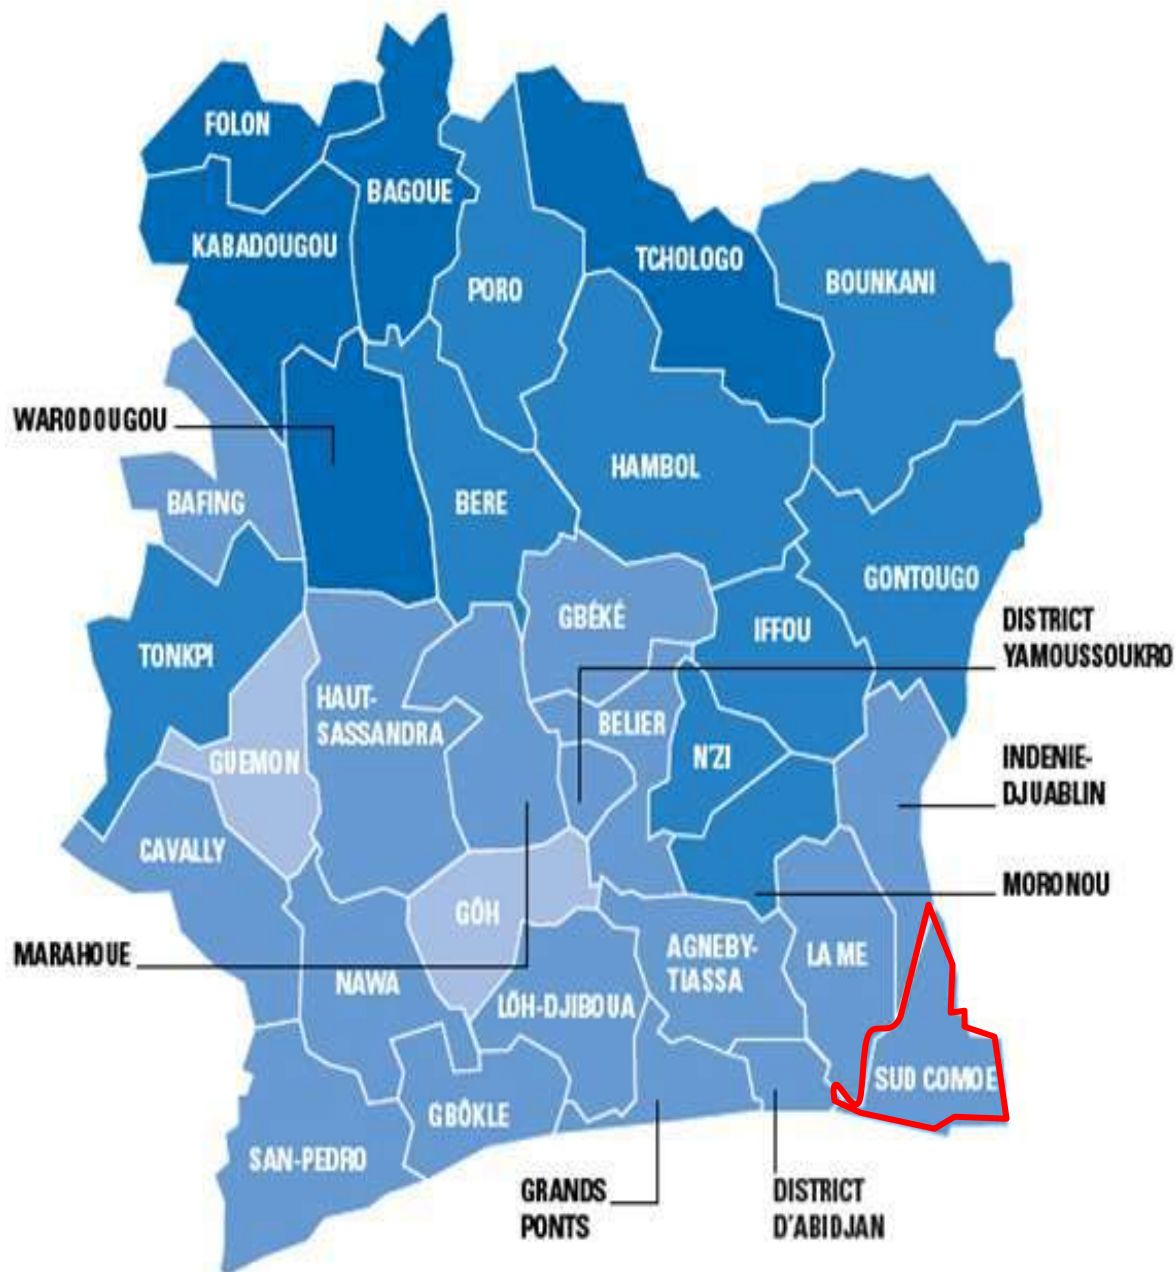 FOLON
BAGOUE
KABADOUGOU
TCHOLOGO
PORO
BOUNKANI
WARODOUGOU
HAMBOL
BAFING
BERE
GONTOUGO
GBÉKÉ
IFFOU
DISTRICT
YAMOUSSOUKRO
TONKPI
HAUT-
SASSANDRA
BELIER
GUEMON
N'ZI
INDENIE-
DJUABLIN
CAVALLY
MORONOU
GÔH
MARAHOUE
AGNEBY-
TIASSA
LA ME
NAWA
LÔH-DJIBOUA
SUD COMOE
GBÔKLE
SAN-PEDRO
GRANDS
PONTS
DISTRICT
D'ABIDJAN